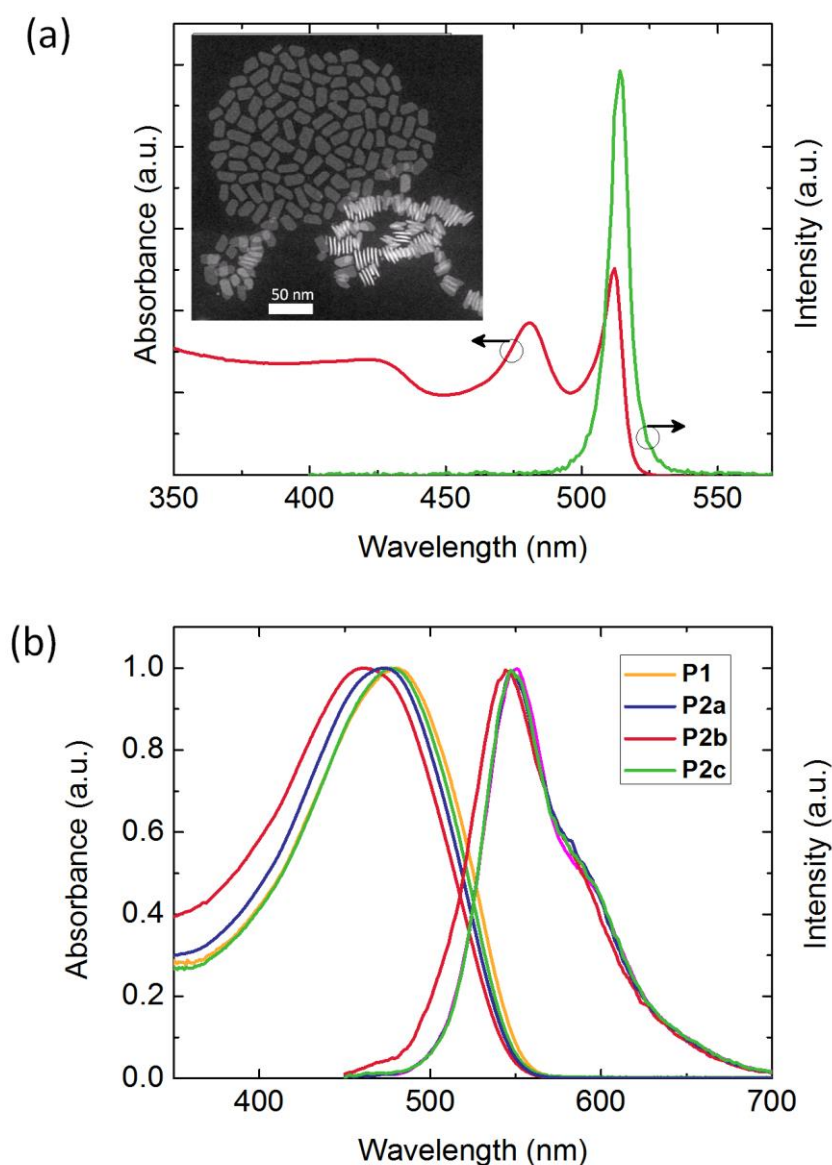 (a)
Absorbance (a.u.)
50 nm
Intensity (a.u.)
350 400 450 500 550
Wavelength (nm)
(b)
Absorbance (a.u.)
1.0
0.8
0.6
0.4
0.2
0.0
P1
P2a
P2b
P2c
Intensity (a.u.)
400 500 600 700
Wavelength (nm)